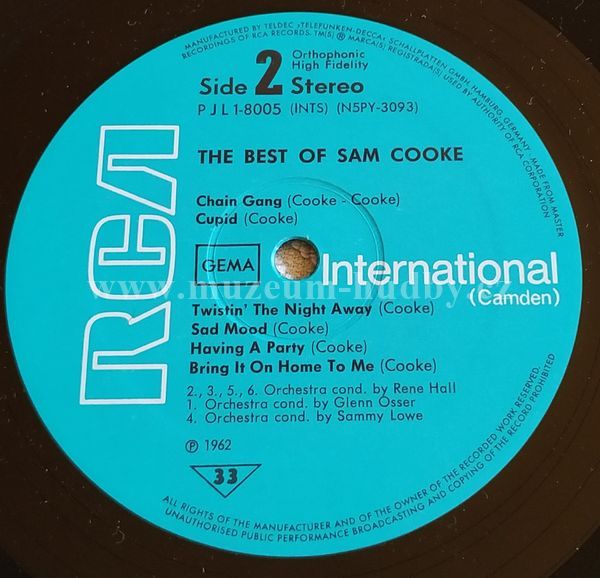 MANUFACTURED BY TELDEC »TELEFUNKEN-DECCA« SCHALLPLATTEN GMBH, HAMBURG, GERMANY. MADE FROM MASTER
RECORDINGS OF RCA RECORDS. TM(S) ® MARCA(S) REGISTRADA(S) USED BY AUTHORITY OF RCA CORPORATION
Orthophonic
High Fidelity
Side 2 Stereo
PJL1-8005 (INTS) (N5PY-3093)
THE BEST OF SAM COOKE
Chain Gang (Cooke - Cooke)
Cupid (Cooke)
RCA
GEMA
International
(Camden)
www.muzeum-hudby.cz
Twistin' The Night Away (Cooke)
Sad Mood (Cooke)
Having A Party (Cooke)
Bring It On Home To Me (Cooke)
2., 3., 5., 6. Orchestra cond. by Rene Hall
1. Orchestra cond. by Glenn Osser
4. Orchestra cond. by Sammy Lowe
℗ 1962
33
ALL RIGHTS OF THE MANUFACTURER AND OF THE OWNER OF THE RECORDED WORK RESERVED.
UNAUTHORISED PUBLIC PERFORMANCE BROADCASTING AND COPYING OF THIS RECORD PROHIBITED